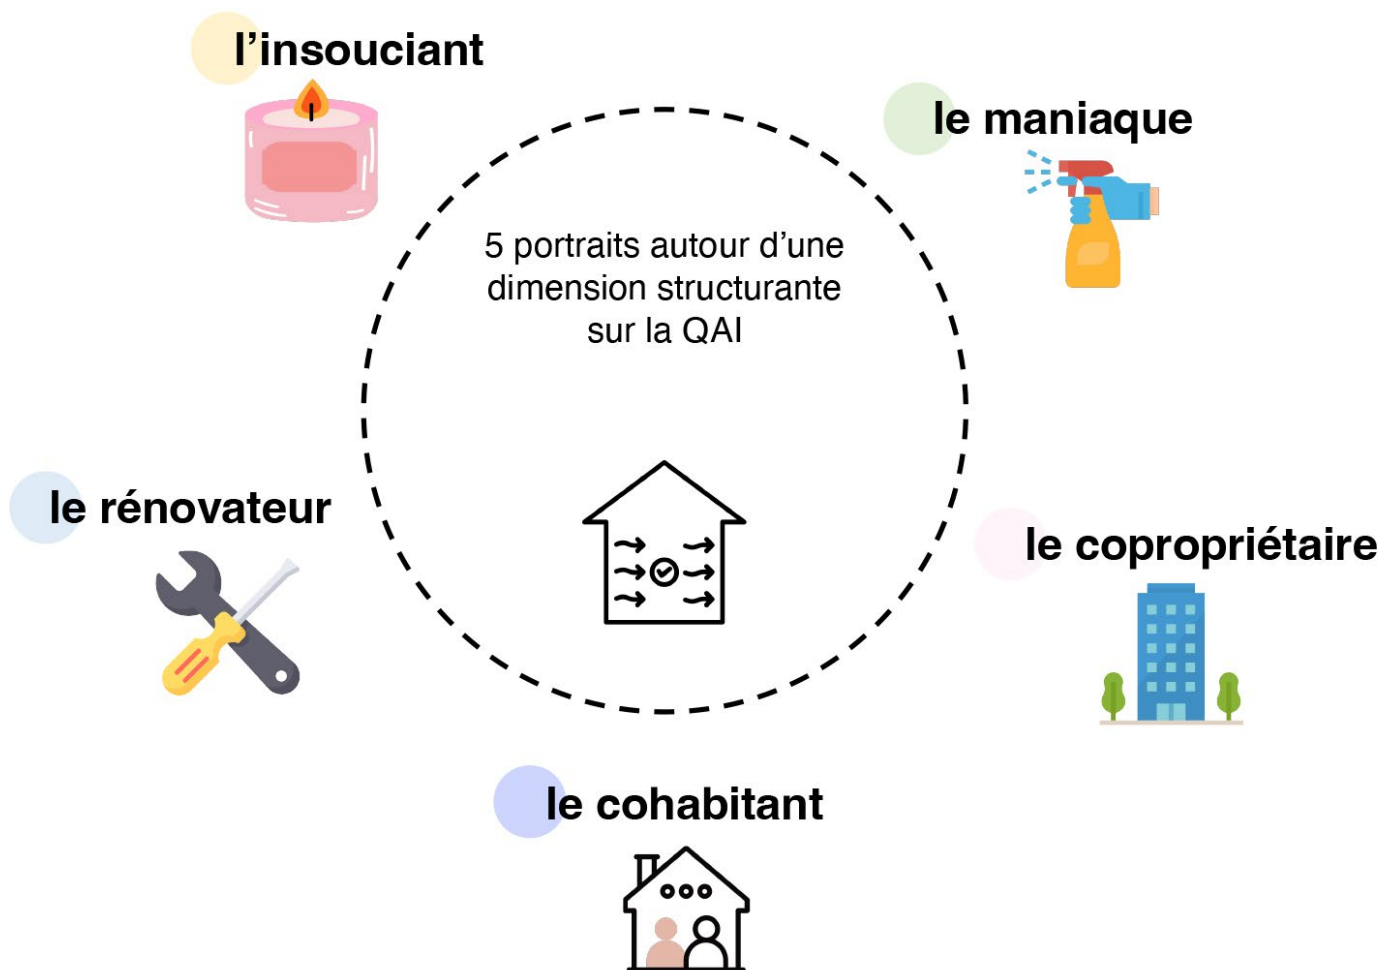 l’insouciant
le maniaque
5 portraits autour d’une
dimension structurante
sur la QAI
le rénovateur
le copropriétaire
le cohabitant